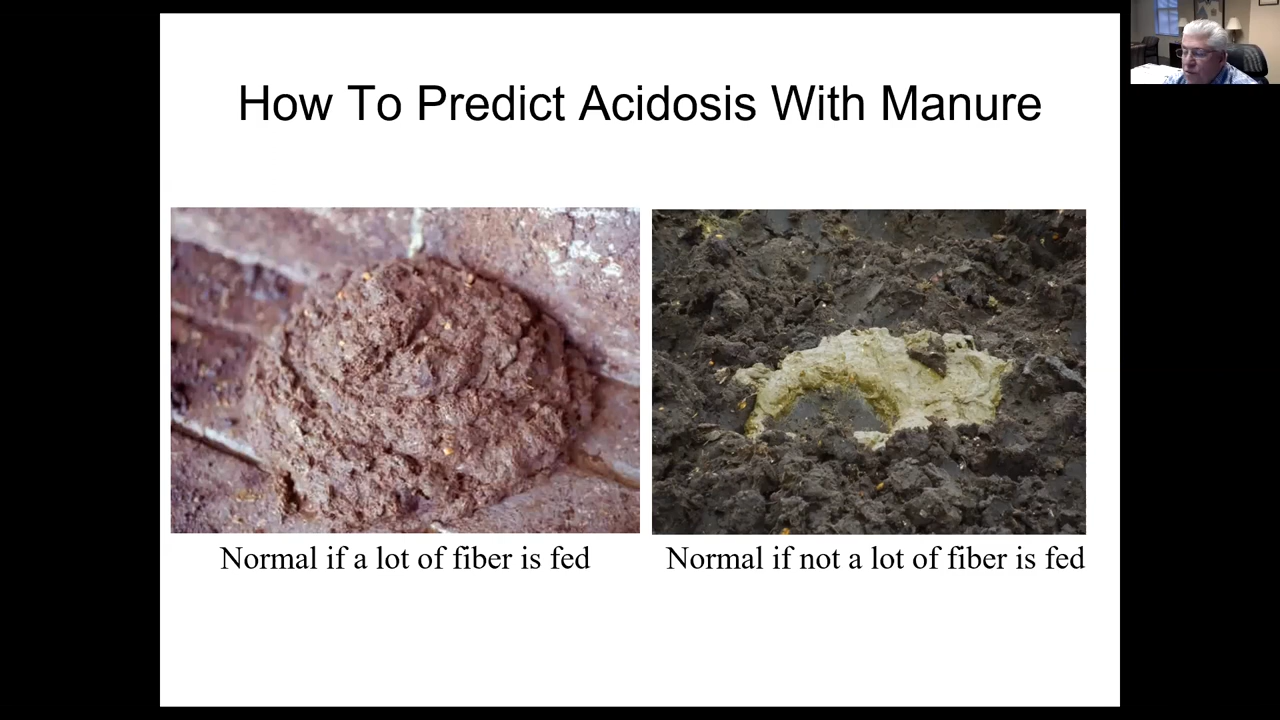 How To Predict Acidosis With Manure
Normal if a lot of fiber is fed
Normal if not a lot of fiber is fed